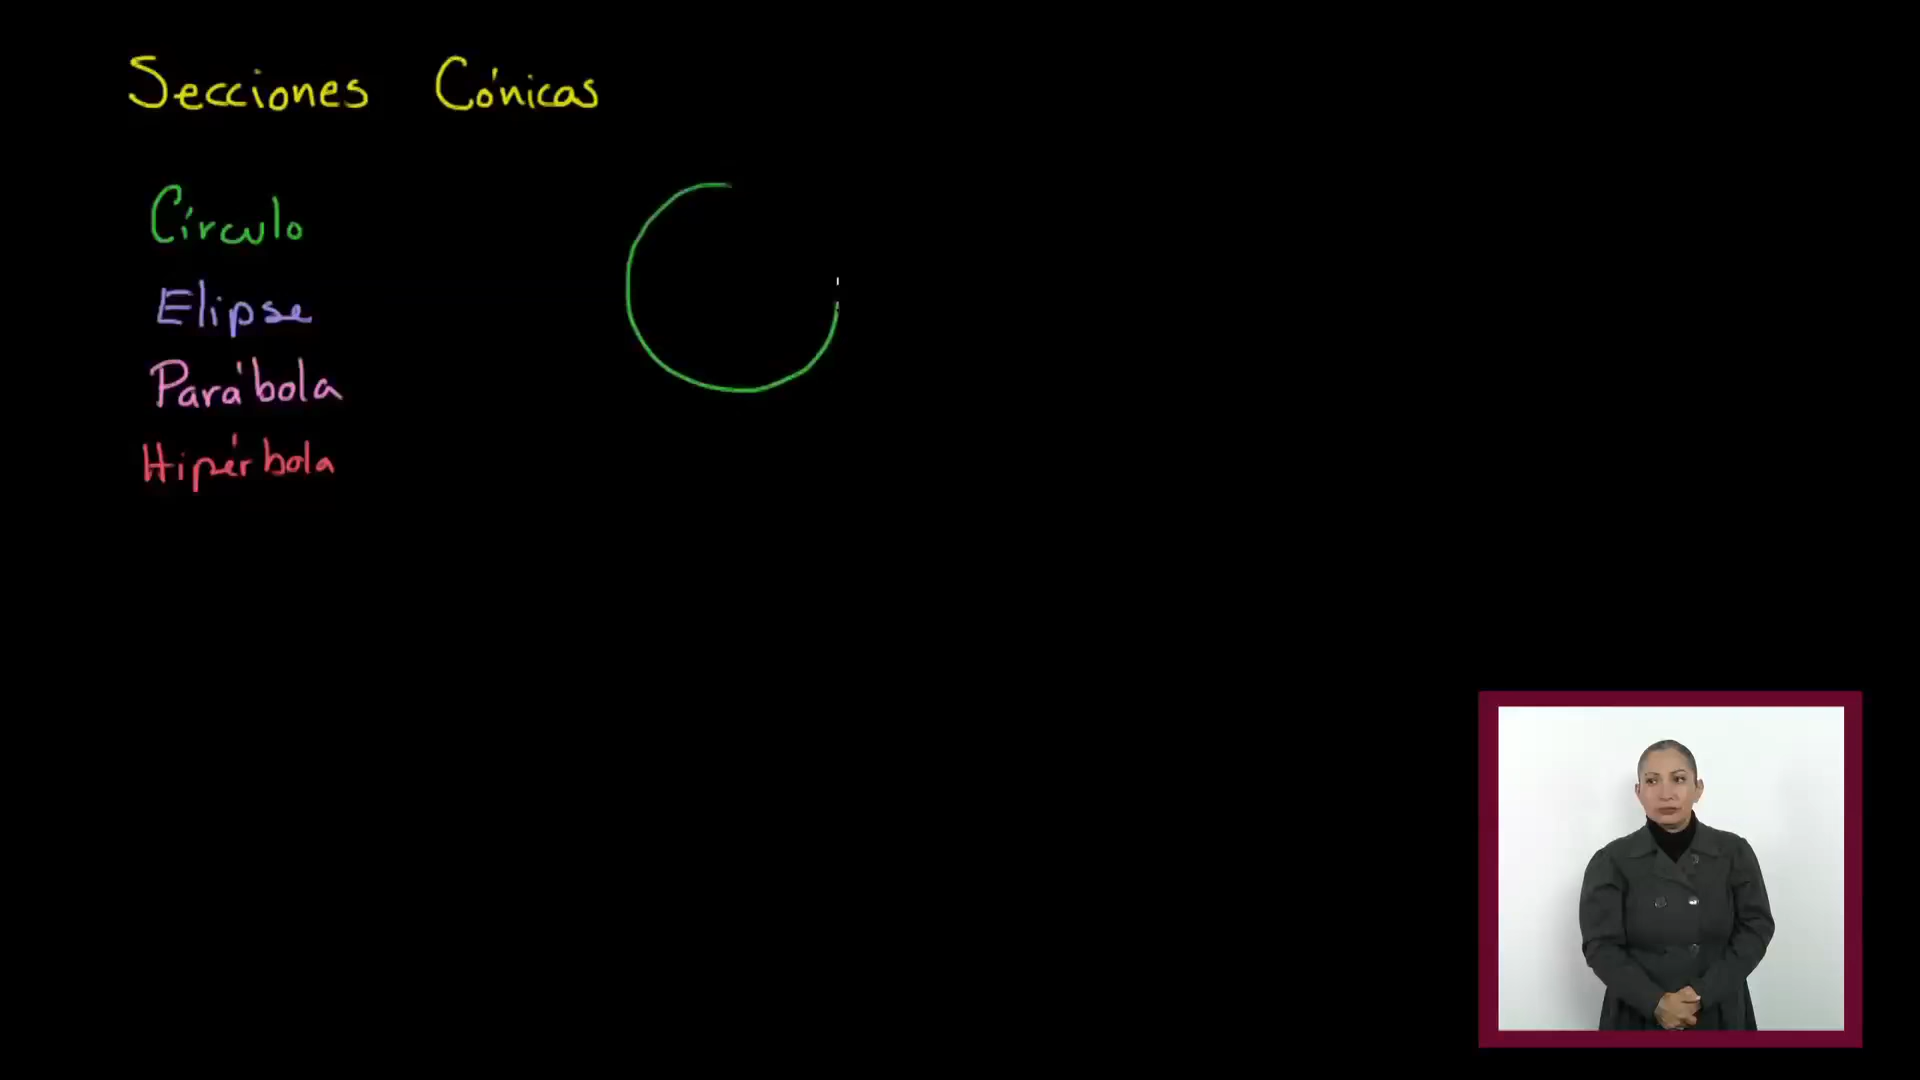 Secciones Cónicas
Círculo
Elipse
Parábola
Hipérbola